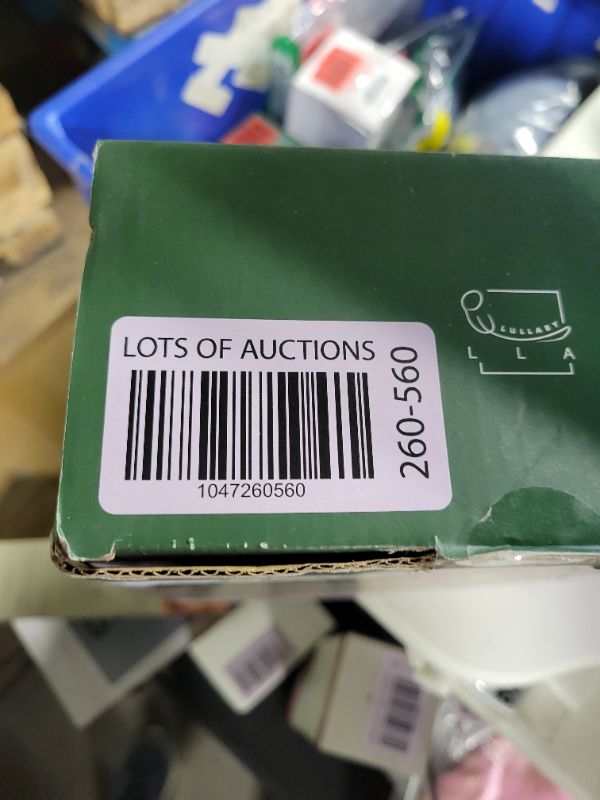 LOTS OF AUCTIONS
1047260560
260-560
LULLABY
L L A